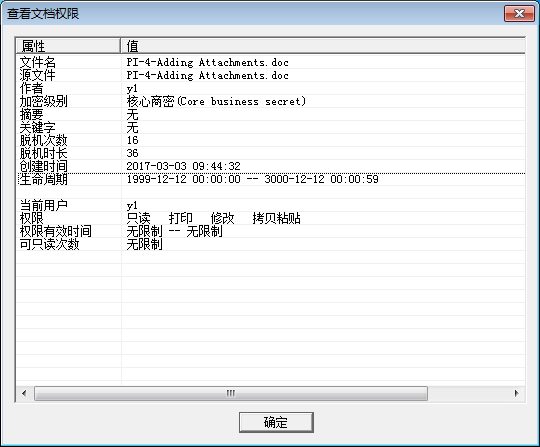 查看文档权限
属性 值
文件名 PI-4-Adding Attachments.doc
源文件 PI-4-Adding Attachments.doc
作者 y1
加密级别 核心商密(Core business secret)
摘要 无
关键字 无
脱机次数 16
脱机时长 36
创建时间 2017-03-03 09:44:32
生命周期 1999-12-12 00:00:00 -- 3000-12-12 00:00:59
当前用户 y1
权限 只读 打印 修改 拷贝粘贴
权限有效时间 无限制 -- 无限制
可只读次数 无限制
确定